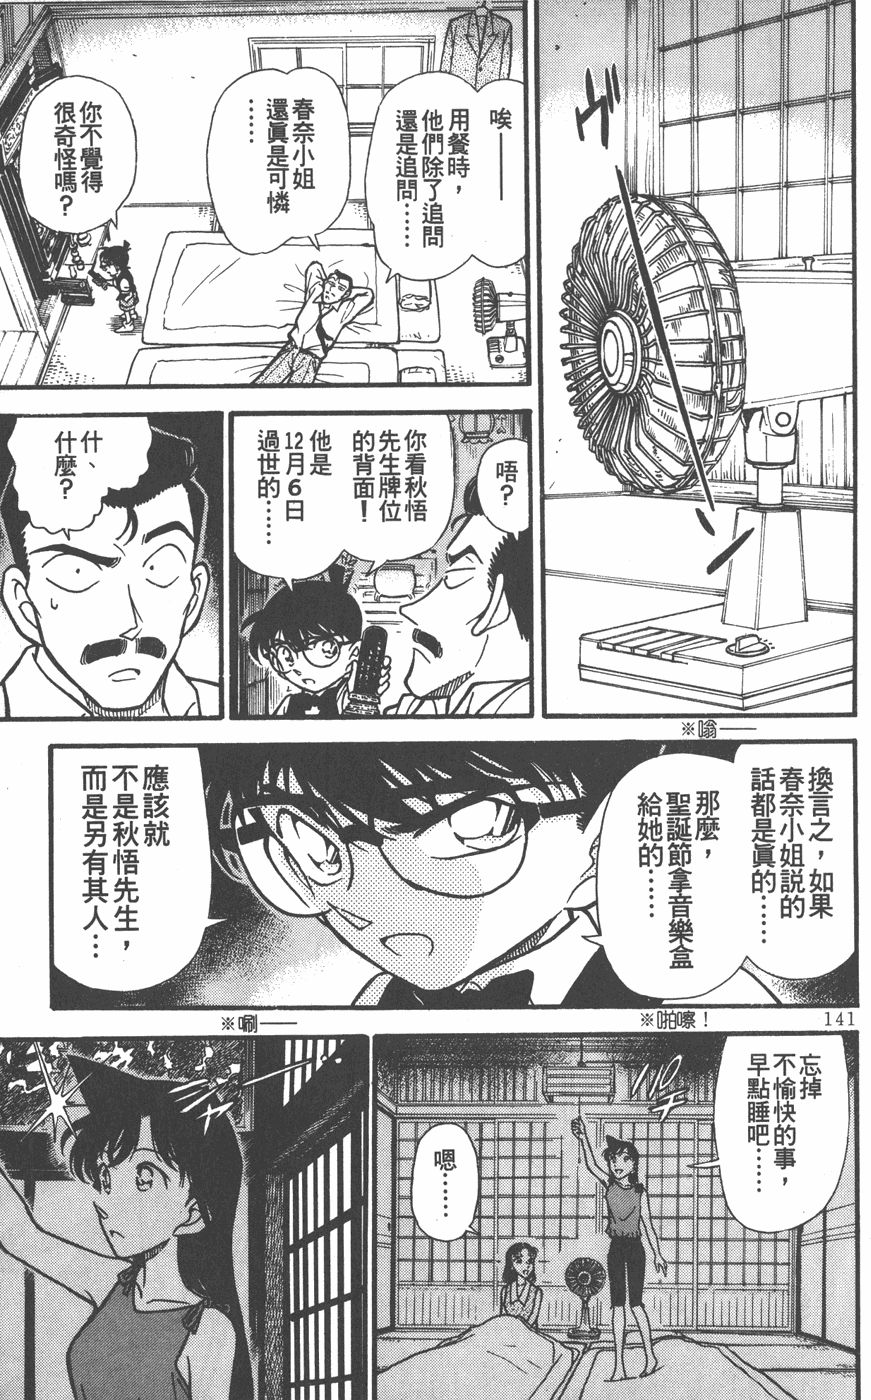 唉——
用餐時，
他們除了追問
還是追問……
春奈小姐
還眞是可憐
……
你不覺得
很奇怪嗎？
※嗡——
唔？
你看秋悟
先生牌位
的背面！
他是
12月6日
過世的……
什、
什麼？
換言之，如果
春奈小姐説的
話都是眞的……
那麼，
聖誕節拿音樂盒
給她的……
應該就
不是秋悟先生，
而是另有其人…
141
※啪嚓！
忘掉
不愉快的事，
早點睡吧……
嗯……
※唰——